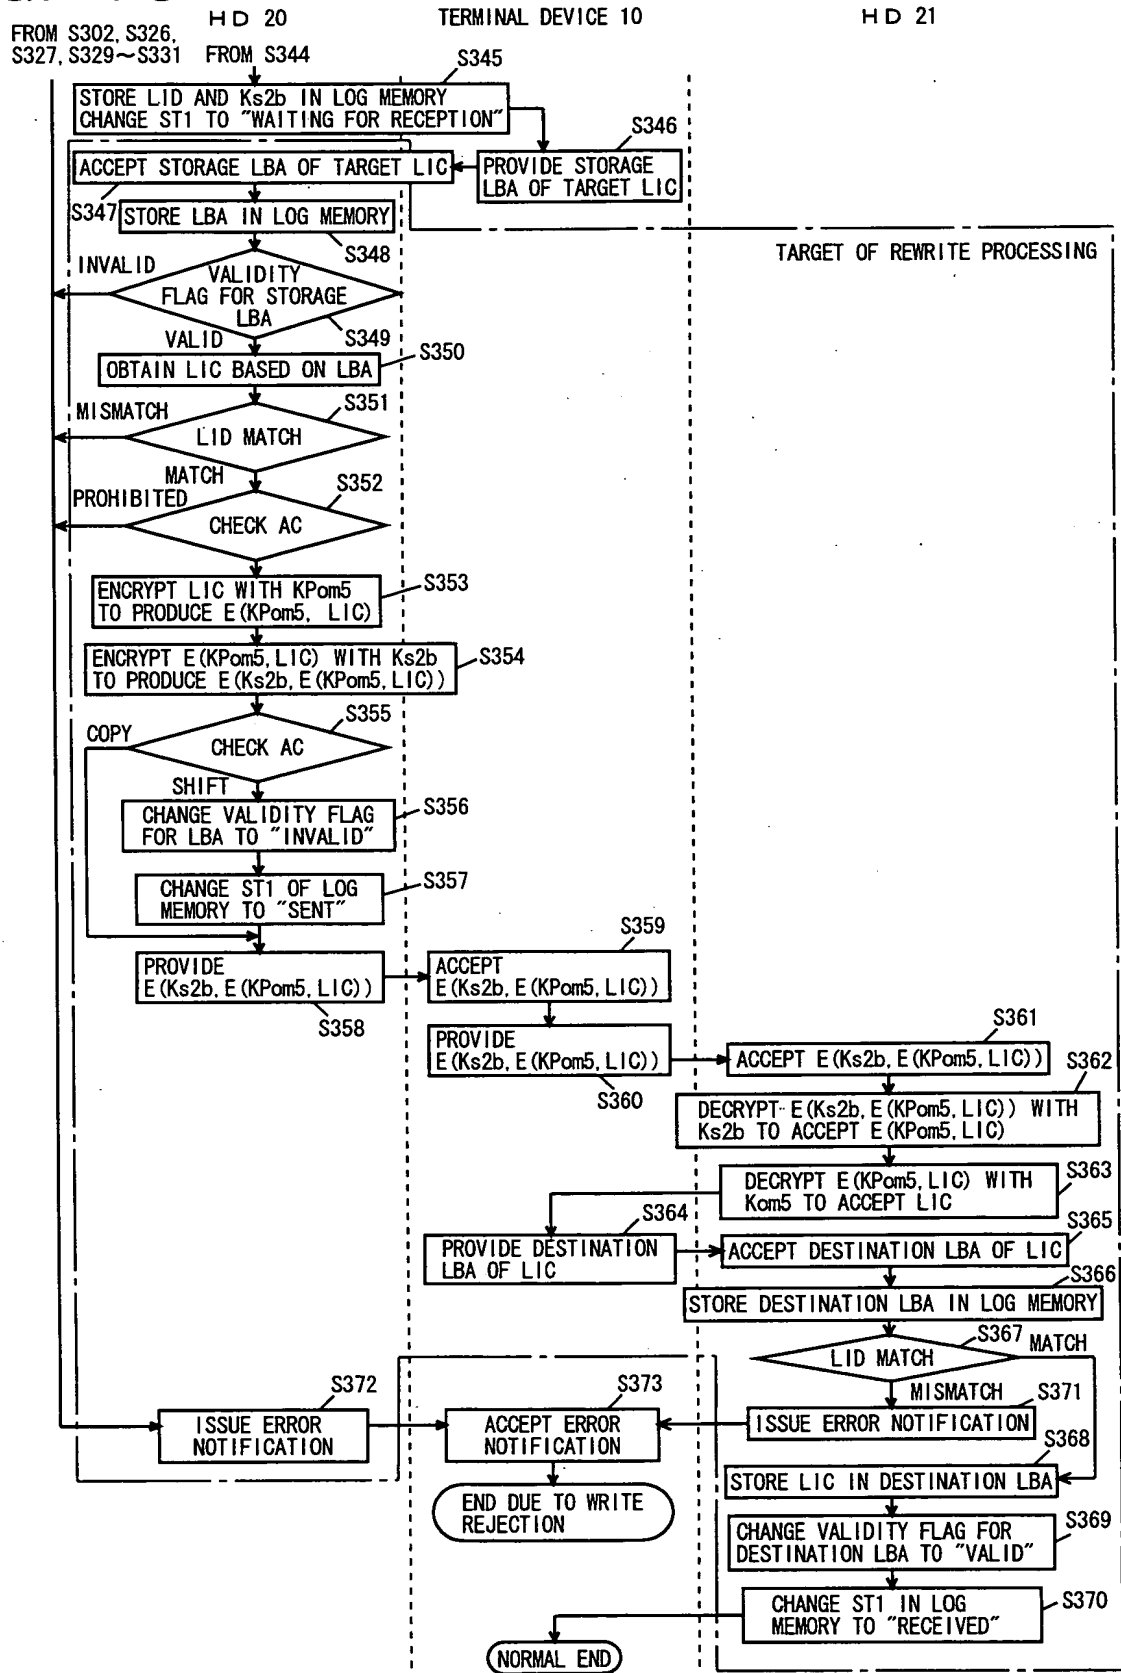 HD 20
TERMINAL DEVICE 10
HD 21
FROM S302, S326,
S327, S329~S331
FROM S344
S345
STORE LID AND Ks2b IN LOG MEMORY
CHANGE ST1 TO "WAITING FOR RECEPTION"
S346
PROVIDE STORAGE
LBA OF TARGET LIC
ACCEPT STORAGE LBA OF TARGET LIC
S347
STORE LBA IN LOG MEMORY
S348
TARGET OF REWRITE PROCESSING
INVALID
VALIDITY
FLAG FOR STORAGE
LBA
S349
VALID
S350
OBTAIN LIC BASED ON LBA
S351
MISMATCH
LID MATCH
MATCH
S352
PROHIBITED
CHECK AC
S353
ENCRYPT LIC WITH KPom5
TO PRODUCE E(KPom5, LIC)
S354
ENCRYPT E(KPom5, LIC) WITH Ks2b
TO PRODUCE E(Ks2b, E(KPom5, LIC))
S355
COPY
CHECK AC
SHIFT
S356
CHANGE VALIDITY FLAG
FOR LBA TO "INVALID"
S357
CHANGE ST1 OF LOG
MEMORY TO "SENT"
PROVIDE
E(Ks2b, E(KPom5, LIC))
S358
S359
ACCEPT
E(Ks2b, E(KPom5, LIC))
PROVIDE
E(Ks2b, E(KPom5, LIC))
S360
S361
ACCEPT E(Ks2b, E(KPom5, LIC))
S362
DECRYPT E(Ks2b, E(KPom5, LIC)) WITH
Ks2b TO ACCEPT E(KPom5, LIC)
S363
DECRYPT E(KPom5, LIC) WITH
Kom5 TO ACCEPT LIC
S364
PROVIDE DESTINATION
LBA OF LIC
S365
ACCEPT DESTINATION LBA OF LIC
S366
STORE DESTINATION LBA IN LOG MEMORY
S367
LID MATCH
MATCH
MISMATCH
S371
ISSUE ERROR NOTIFICATION
S372
ISSUE ERROR
NOTIFICATION
S373
ACCEPT ERROR
NOTIFICATION
END DUE TO WRITE
REJECTION
S368
STORE LIC IN DESTINATION LBA
S369
CHANGE VALIDITY FLAG FOR
DESTINATION LBA TO "VALID"
S370
CHANGE ST1 IN LOG
MEMORY TO "RECEIVED"
NORMAL END